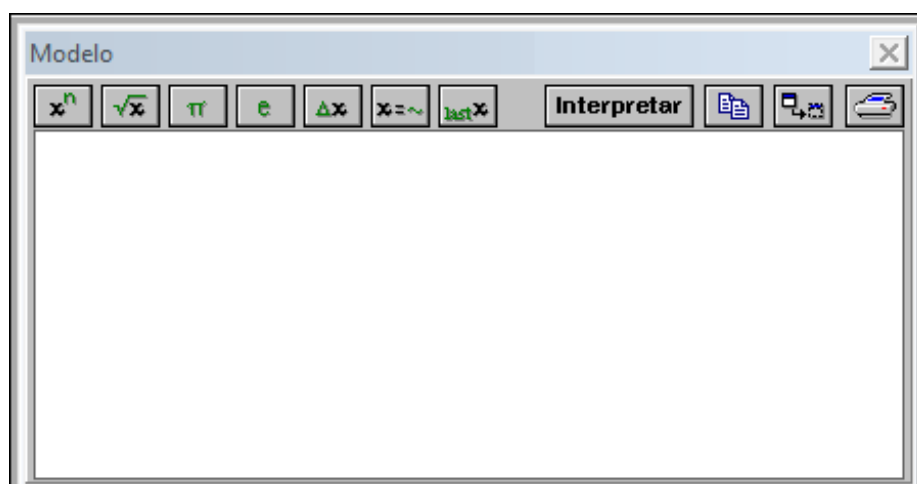 Modelo
xⁿ √x π e Δx x=~ lastx Interpretar